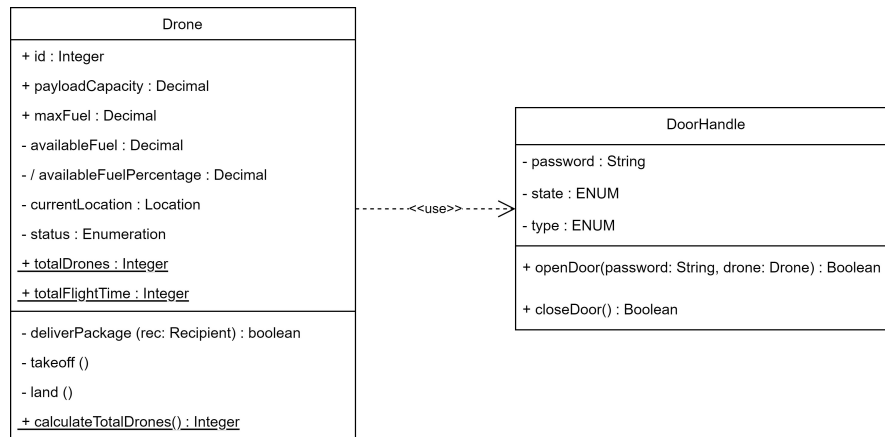 Drone
+ id : Integer
+ payloadCapacity : Decimal
+ maxFuel : Decimal
- availableFuel : Decimal
- / availableFuelPercentage : Decimal
- currentLocation : Location
- status : Enumeration
+ totalDrones : Integer
+ totalFlightTime : Integer
- deliverPackage (rec: Recipient) : boolean
- takeoff ()
- land ()
+ calculateTotalDrones() : Integer
<<use>>
DoorHandle
- password : String
- state : ENUM
- type : ENUM
+ openDoor(password: String, drone: Drone) : Boolean
+ closeDoor() : Boolean